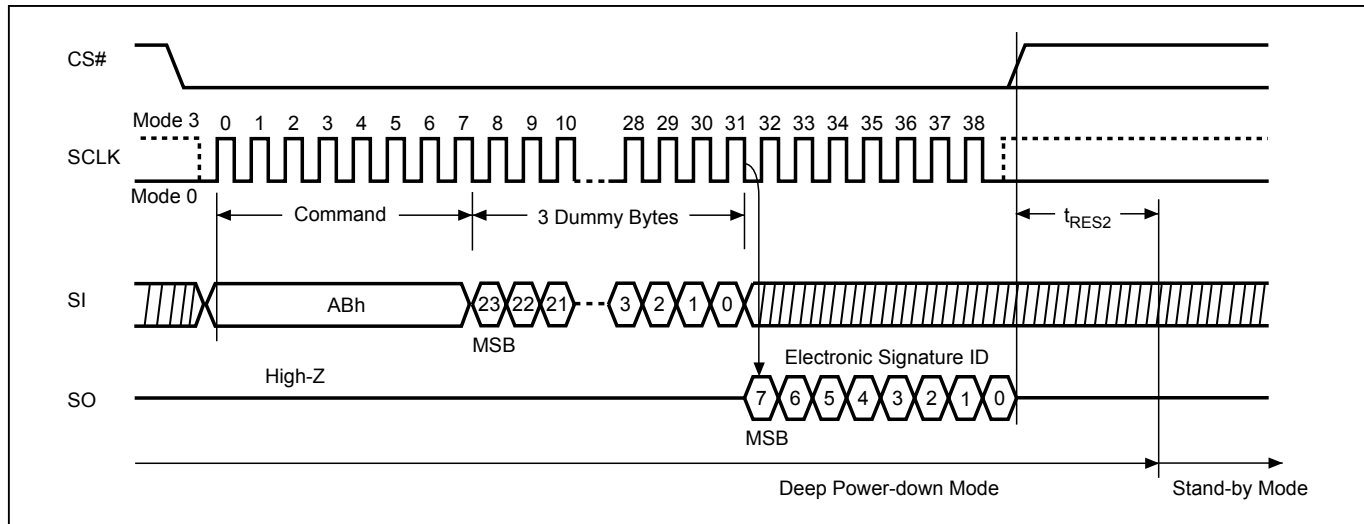 CS#
Mode 3
0 1 2 3 4 5 6 7 8 9 10 28 29 30 31 32 33 34 35 36 37 38
SCLK
Mode 0
Command
3 Dummy Bytes
tRES2
SI
ABh
23 22 21 3 2 1 0
MSB
Electronic Signature ID
High-Z
SO
7 6 5 4 3 2 1 0
MSB
Deep Power-down Mode
Stand-by Mode